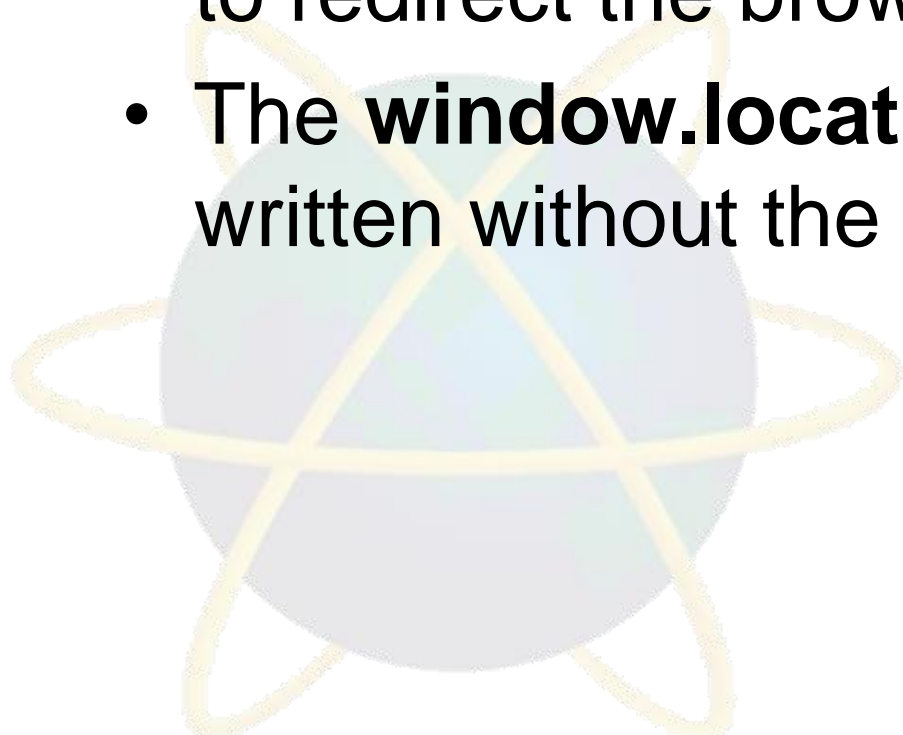 to redirect the brow
• The window.locat
written without the